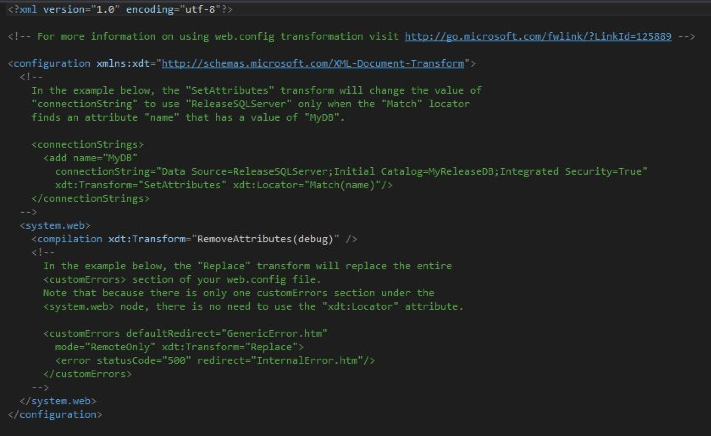 <?xml version="1.0" encoding="utf-8"?>
<!-- For more information on using web.config transformation visit http://go.microsoft.com/fwlink/?LinkId=125889 -->
<configuration xmlns:xdt="http://schemas.microsoft.com/XML-Document-Transform">
<!--
In the example below, the "SetAttributes" transform will change the value of
"connectionString" to use "ReleaseSQLServer" only when the "Match" locator
finds an attribute "name" that has a value of "MyDB".
<connectionStrings>
<add name="MyDB"
connectionString="Data Source=ReleaseSQLServer;Initial Catalog=MyReleaseDB;Integrated Security=True"
xdt:Transform="SetAttributes" xdt:Locator="Match(name)"/>
</connectionStrings>
-->
<system.web>
<compilation xdt:Transform="RemoveAttributes(debug)" />
<!--
In the example below, the "Replace" transform will replace the entire
<customErrors> section of your web.config file.
Note that because there is only one customErrors section under the
<system.web> node, there is no need to use the "xdt:Locator" attribute.
<customErrors defaultRedirect="GenericError.htm"
mode="RemoteOnly" xdt:Transform="Replace">
<error statusCode="500" redirect="InternalError.htm"/>
</customErrors>
-->
</system.web>
</configuration>